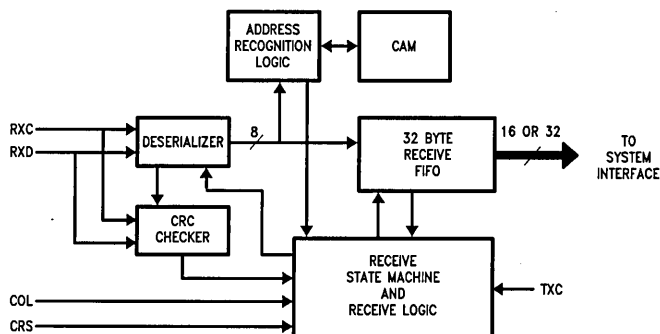 ADDRESS
RECOGNITION
LOGIC
CAM
RXC
RXD
DESERIALIZER
8
32 BYTE
RECEIVE
FIFO
16 OR 32
TO
SYSTEM
INTERFACE
CRC
CHECKER
RECEIVE
STATE MACHINE
AND
RECEIVE LOGIC
TXC
COL
CRS